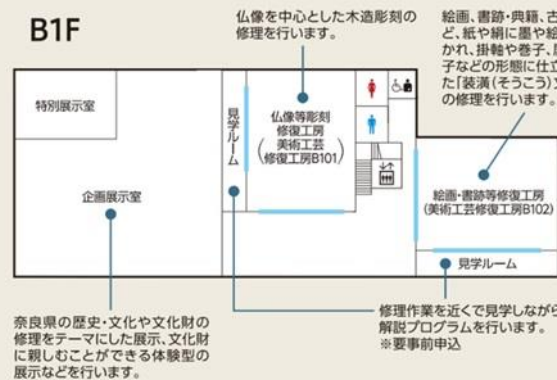 B1F
仏像を中心とした木造彫刻の
修理を行います。
絵画、書跡・典籍、古
ど、紙や絹に墨や絵
かれ、掛軸や巻子、
子などの形態に仕立
た「装潢(そうこう)
の修理を行います。
特別展示室
企画展示室
見学ルーム
仏像等彫刻
修復工房
(美術工芸
修復工房B101)
絵画・書跡等修復工房
(美術工芸修復工房B102)
見学ルーム
奈良県の歴史・文化や文化財の
修理をテーマにした展示、文化財
に親しむことができる体験型の
展示などを行います。
修理作業を近くで見学しながら
解説プログラムを行います。
※要事前申込